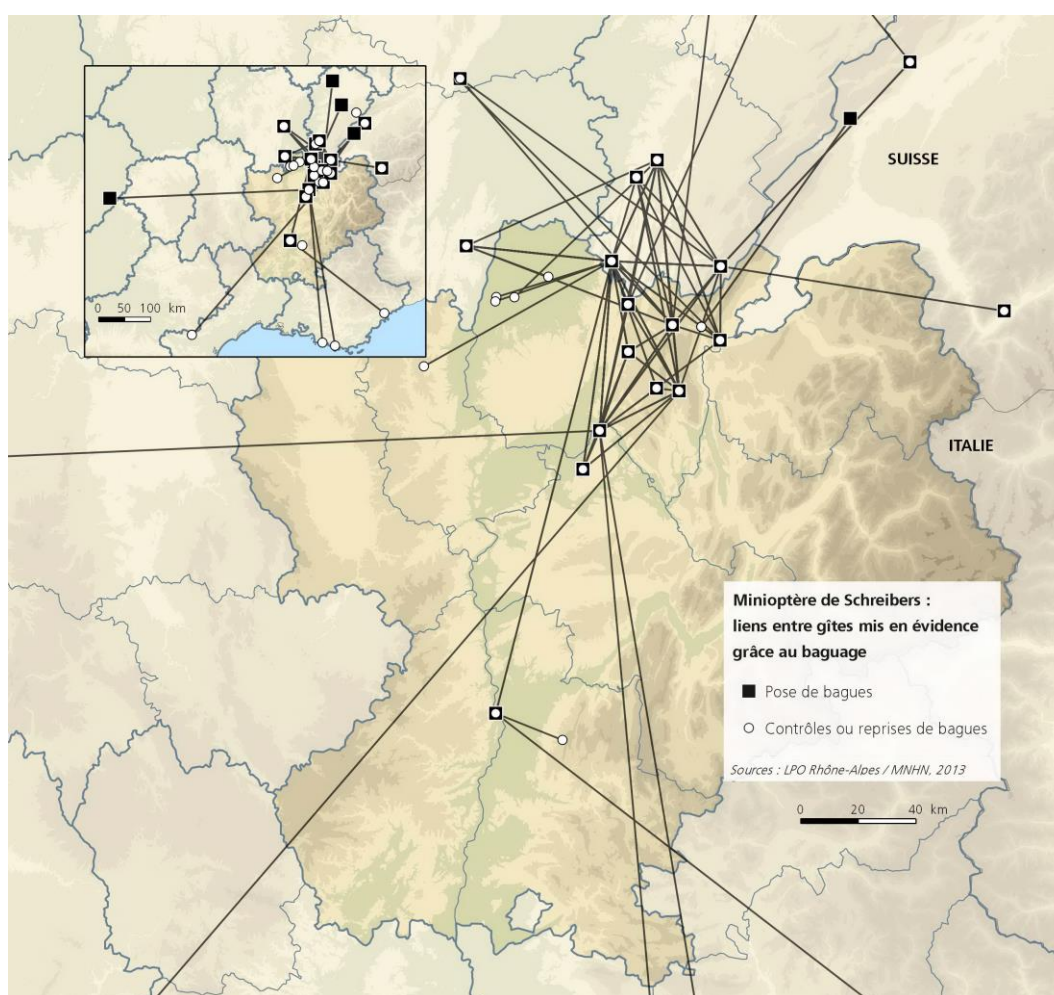 SUISSE
0 50 100 km
ITALIE
Minioptère de Schreibers :
liens entre gîtes mis en évidence
grâce au baguage
Pose de bagues
Contrôles ou reprises de bagues
Sources : LPO Rhône-Alpes / MNHN, 2013
0 20 40 km